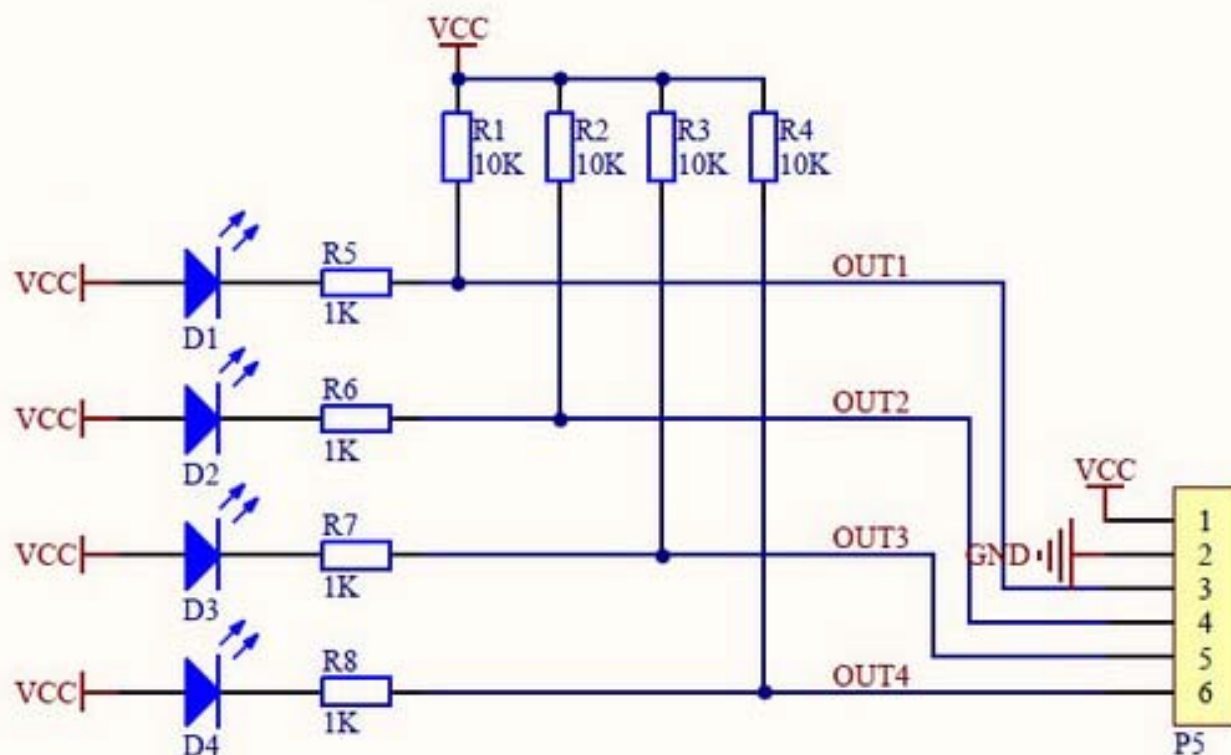 VCC
R1
10K
R2
10K
R3
10K
R4
10K
VCC
D1
R5
1K
OUT1
VCC
D2
R6
1K
OUT2
VCC
D3
R7
1K
OUT3
VCC
D4
R8
1K
OUT4
VCC
GND
1
2
3
4
5
6
P5